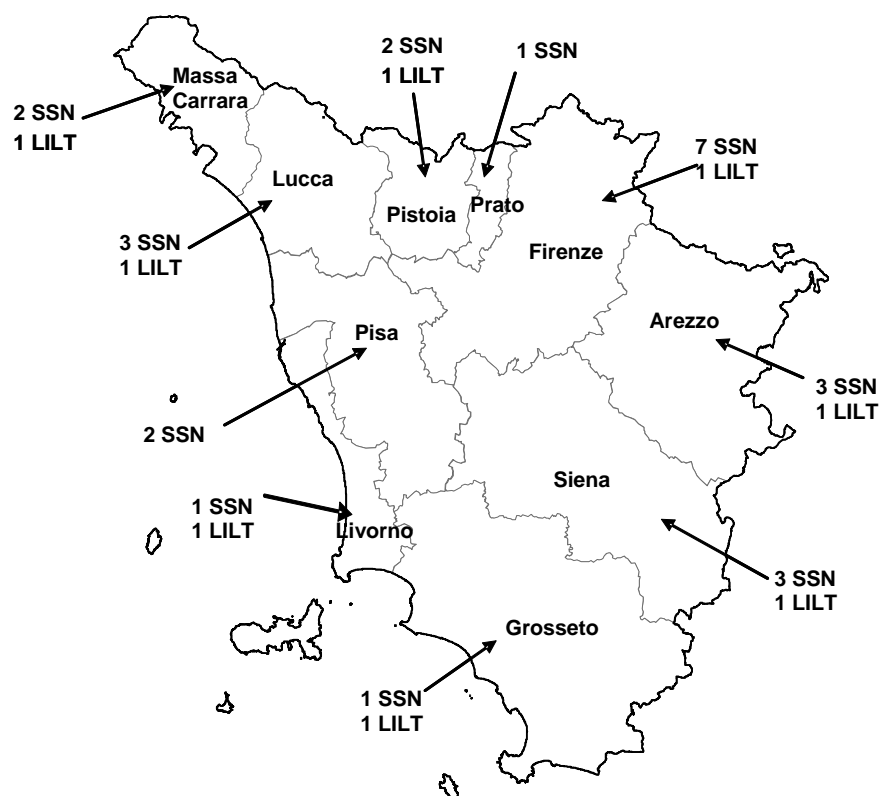 2 SSN
1 LILT
1 SSN
Massa
Carrara
2 SSN
1 LILT
7 SSN
1 LILT
Lucca
Pistoia
Prato
3 SSN
1 LILT
Firenze
Pisa
Arezzo
3 SSN
1 LILT
2 SSN
Siena
1 SSN
1 LILT
Livorno
3 SSN
1 LILT
Grosseto
1 SSN
1 LILT